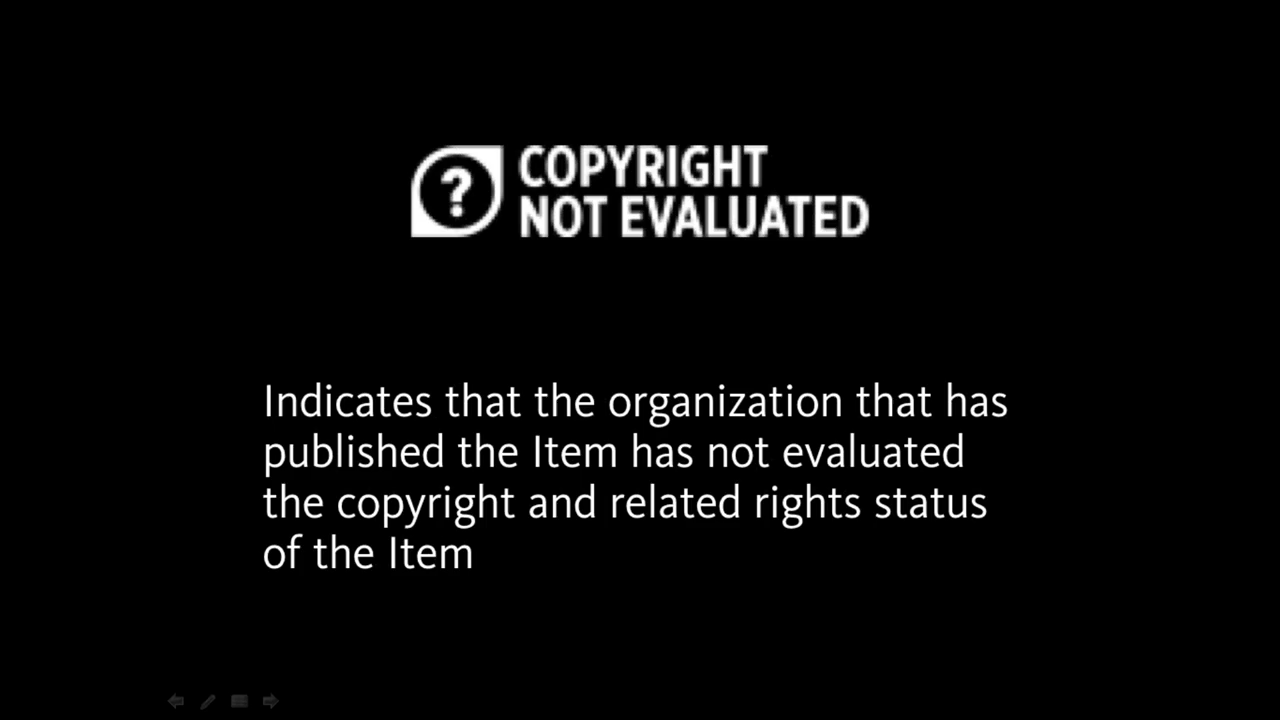 ? COPYRIGHT
NOT EVALUATED
Indicates that the organization that has
published the Item has not evaluated
the copyright and related rights status
of the Item